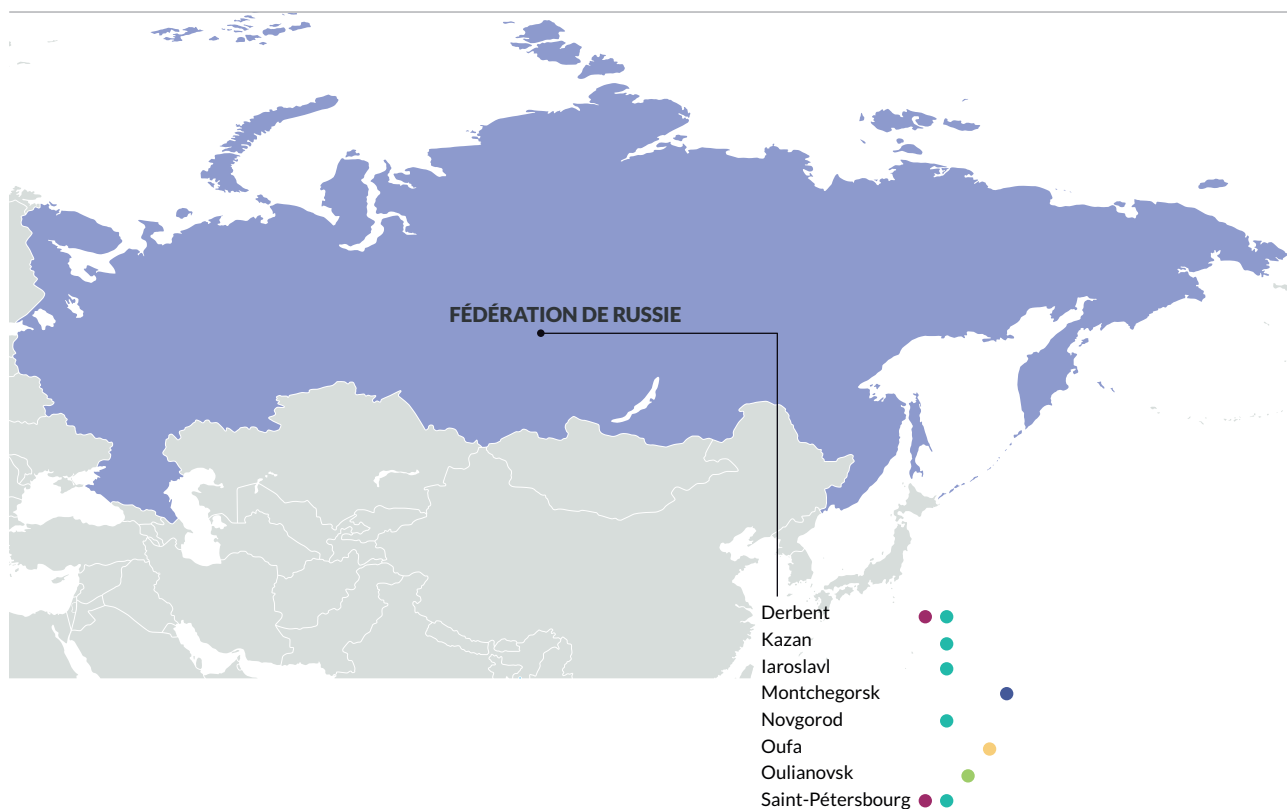 FÉDÉRATION DE RUSSIE
Derbent
Kazan
Iaroslavl
Montchegorsk
Novgorod
Oufa
Oulianovsk
Saint-Pétersbourg